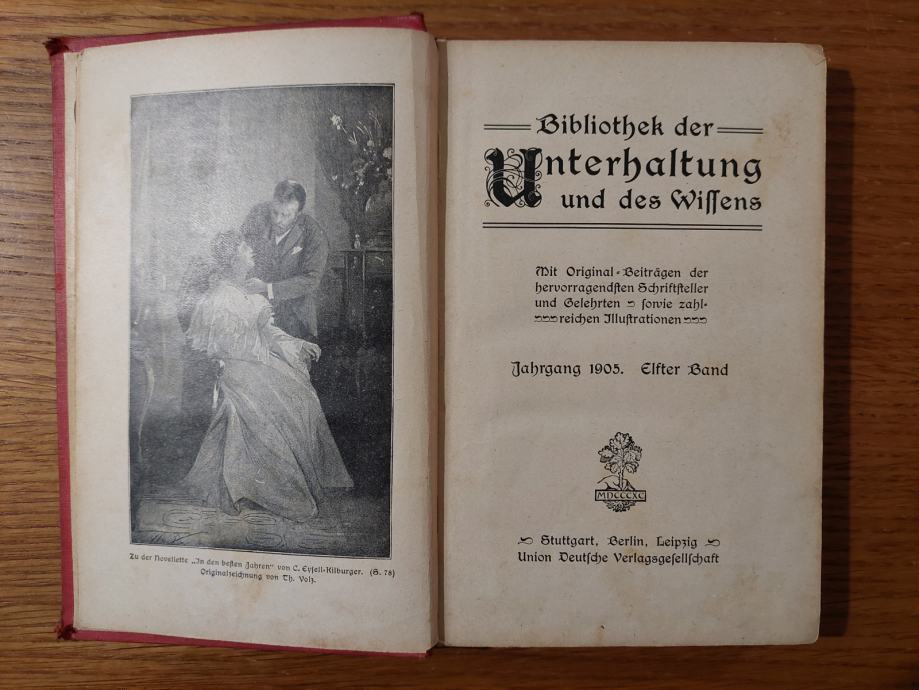 Zu der Novellette „In den besten Jahren“ von C. Eysell-Kilburger. (S. 78)
Originalzeichnung von Th. Volz.
Bibliothek der
Unterhaltung
und des Wissens
Mit Original-Beiträgen der
hervorragendsten Schriftsteller
und Gelehrten sowie zahl-
reichen Illustrationen
Jahrgang 1905. Elfter Band
MDCCCXC
Stuttgart, Berlin, Leipzig
Union Deutsche Verlagsgesellschaft